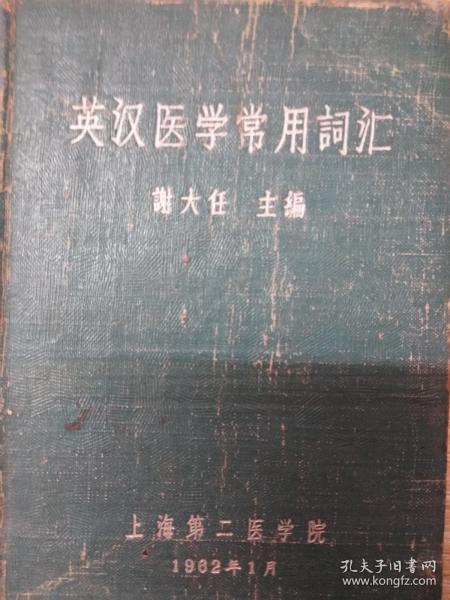 英汉医学常用詞汇
謝大任 主编
上海第二医学院
1962年1月
孔夫子旧书网
www.kongfz.com